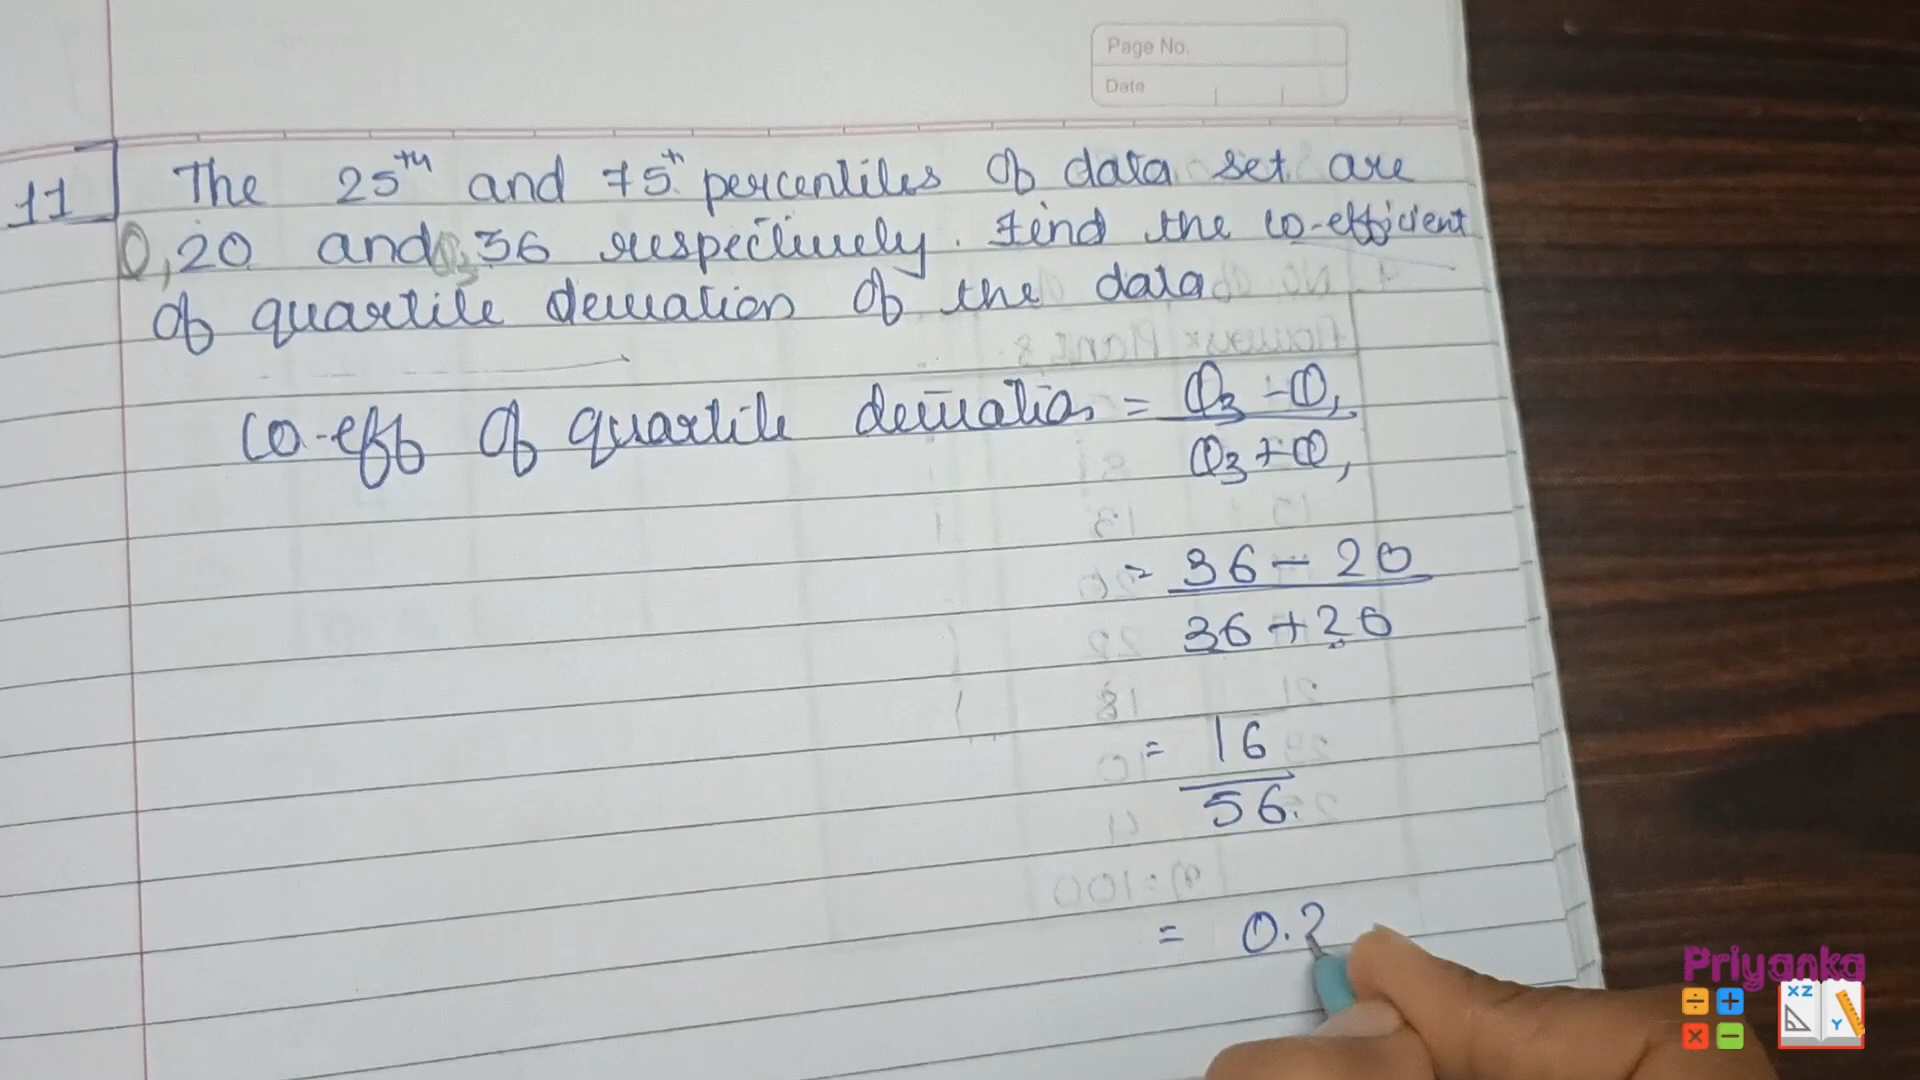 Page No.
Date
11 The 25th and 75th percentiles of data set are
20 and 36 respectively. Find the co-efficient
of quartile deviation of the data
co-eff of quartile deviation = Q3 - Q1
Q3 + Q1
= 36 - 20
36 + 20
= 16
56.
= 0.2
Priyanka
÷ + XZ
× − Y